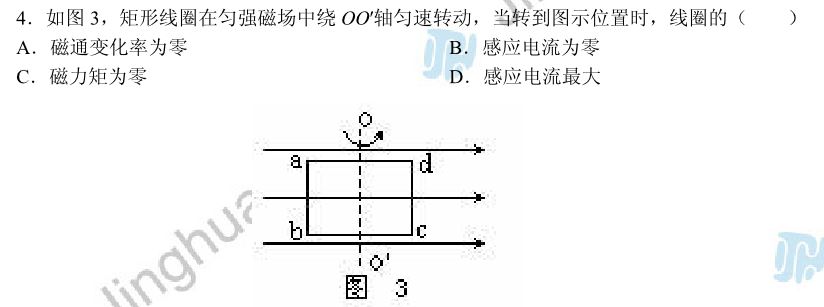 4．如图 3，矩形线圈在匀强磁场中绕 OO′轴匀速转动，当转到图示位置时，线圈的（　　）
A．磁通变化率为零　　B．感应电流为零
C．磁力矩为零　　D．感应电流最大
O
a d
b c
O'
图 3
linghua